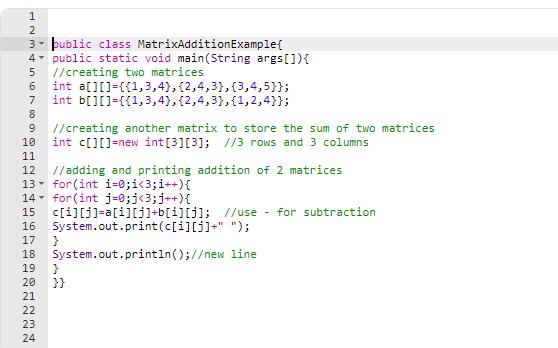 1
2
3 public class MatrixAdditionExample{
4 public static void main(String args[]){
5 //creating two matrices
6 int a[][]={{1,3,4},{2,4,3},{3,4,5}};
7 int b[][]={{1,3,4},{2,4,3},{1,2,4}};
8
9 //creating another matrix to store the sum of two matrices
10 int c[][]=new int[3][3];  //3 rows and 3 columns
11
12 //adding and printing addition of 2 matrices
13 for(int i=0;i<3;i++){
14 for(int j=0;j<3;j++){
15 c[i][j]=a[i][j]+b[i][j];  //use - for subtraction
16 System.out.print(c[i][j]+" ");
17 }
18 System.out.println();//new line
19 }
20 }}
21
22
23
24